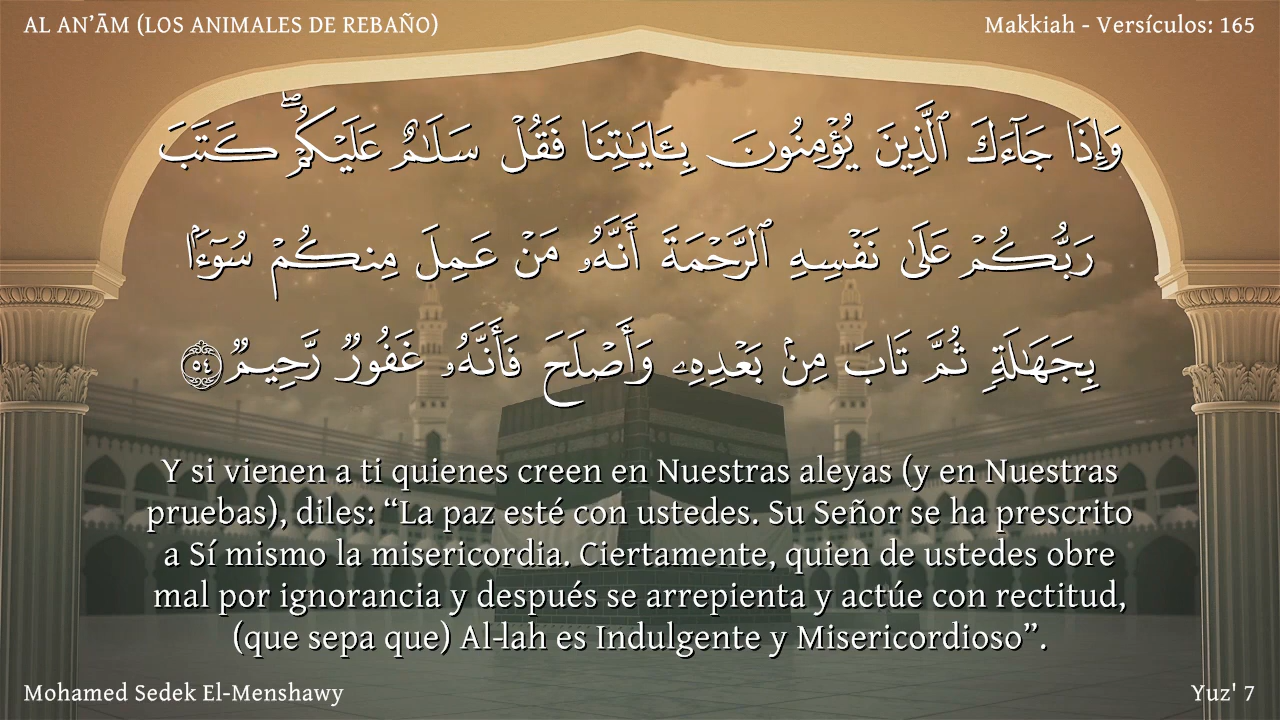 AL AN’ĀM (LOS ANIMALES DE REBAÑO)
Makkiah - Versículos: 165
وَإِذَا جَآءَكَ ٱلَّذِينَ يُؤْمِنُونَ بِـَٔايَـٰتِنَا فَقُلْ سَلَـٰمٌ عَلَيْكُمْ ۖ كَتَبَ
رَبُّكُمْ عَلَىٰ نَفْسِهِ ٱلرَّحْمَةَ أَنَّهُۥ مَنْ عَمِلَ مِنكُمْ سُوٓءًۢا
بِجَهَـٰلَةٍ ثُمَّ تَابَ مِنۢ بَعْدِهِۦ وَأَصْلَحَ فَأَنَّهُۥ غَفُورٌ رَّحِيمٌ ٥٤
Y si vienen a ti quienes creen en Nuestras aleyas (y en Nuestras
pruebas), diles: “La paz esté con ustedes. Su Señor se ha prescrito
a Sí mismo la misericordia. Ciertamente, quien de ustedes obre
mal por ignorancia y después se arrepienta y actúe con rectitud,
(que sepa que) Al-lah es Indulgente y Misericordioso”.
Mohamed Sedek El-Menshawy
Yuz' 7